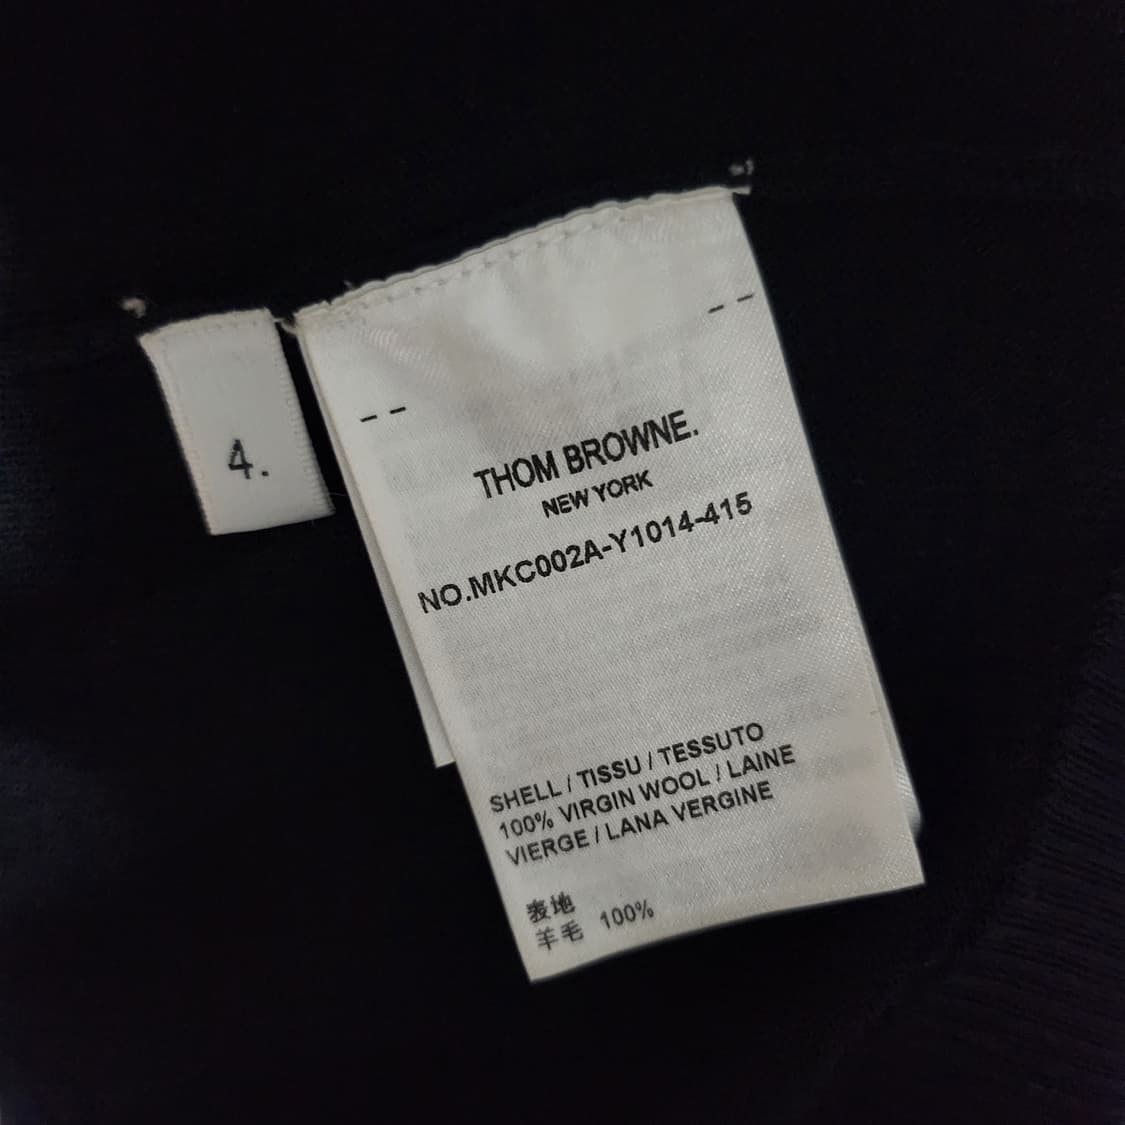 4.
THOM BROWNE.
NEW YORK
NO.MKC002A-Y1014-415
SHELL / TISSU / TESSUTO
100% VIRGIN WOOL / LAINE
VIERGE / LANA VERGINE
表地
羊毛 100%